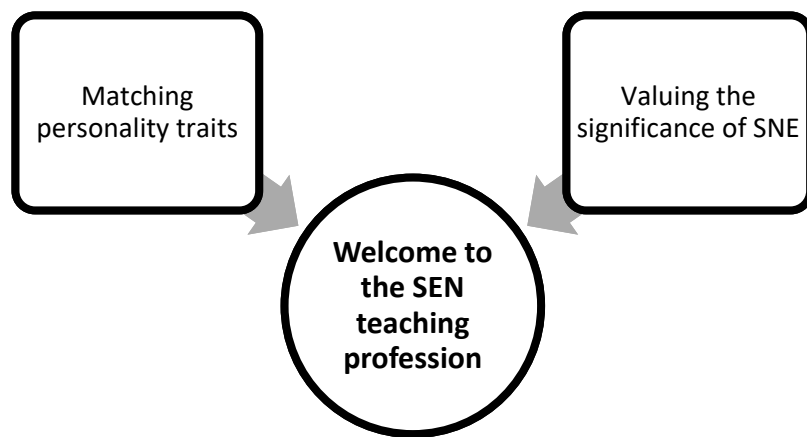 Matching
personality traits
Valuing the
significance of SNE
Welcome to
the SEN
teaching
profession